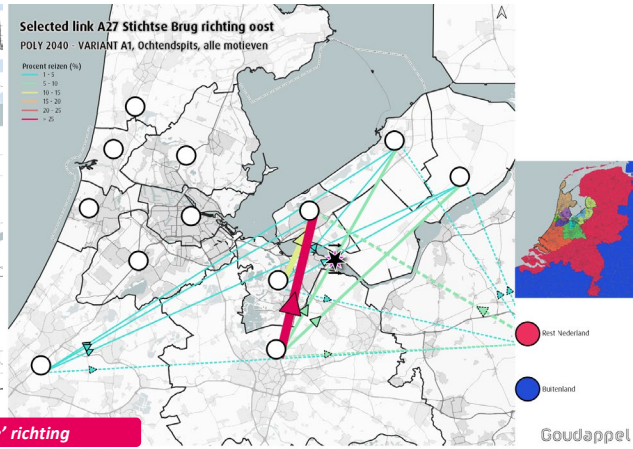 Selected link A27 Stichtse Brug richting oost
POLY 2040 - VARIANT A1, Ochtendspits, alle motieven
Procent reizen (%)
1 - 5
5 - 10
10 - 15
15 - 20
20 - 25
> 25
Rest Nederland
Buitenland
' richting
Goudappel